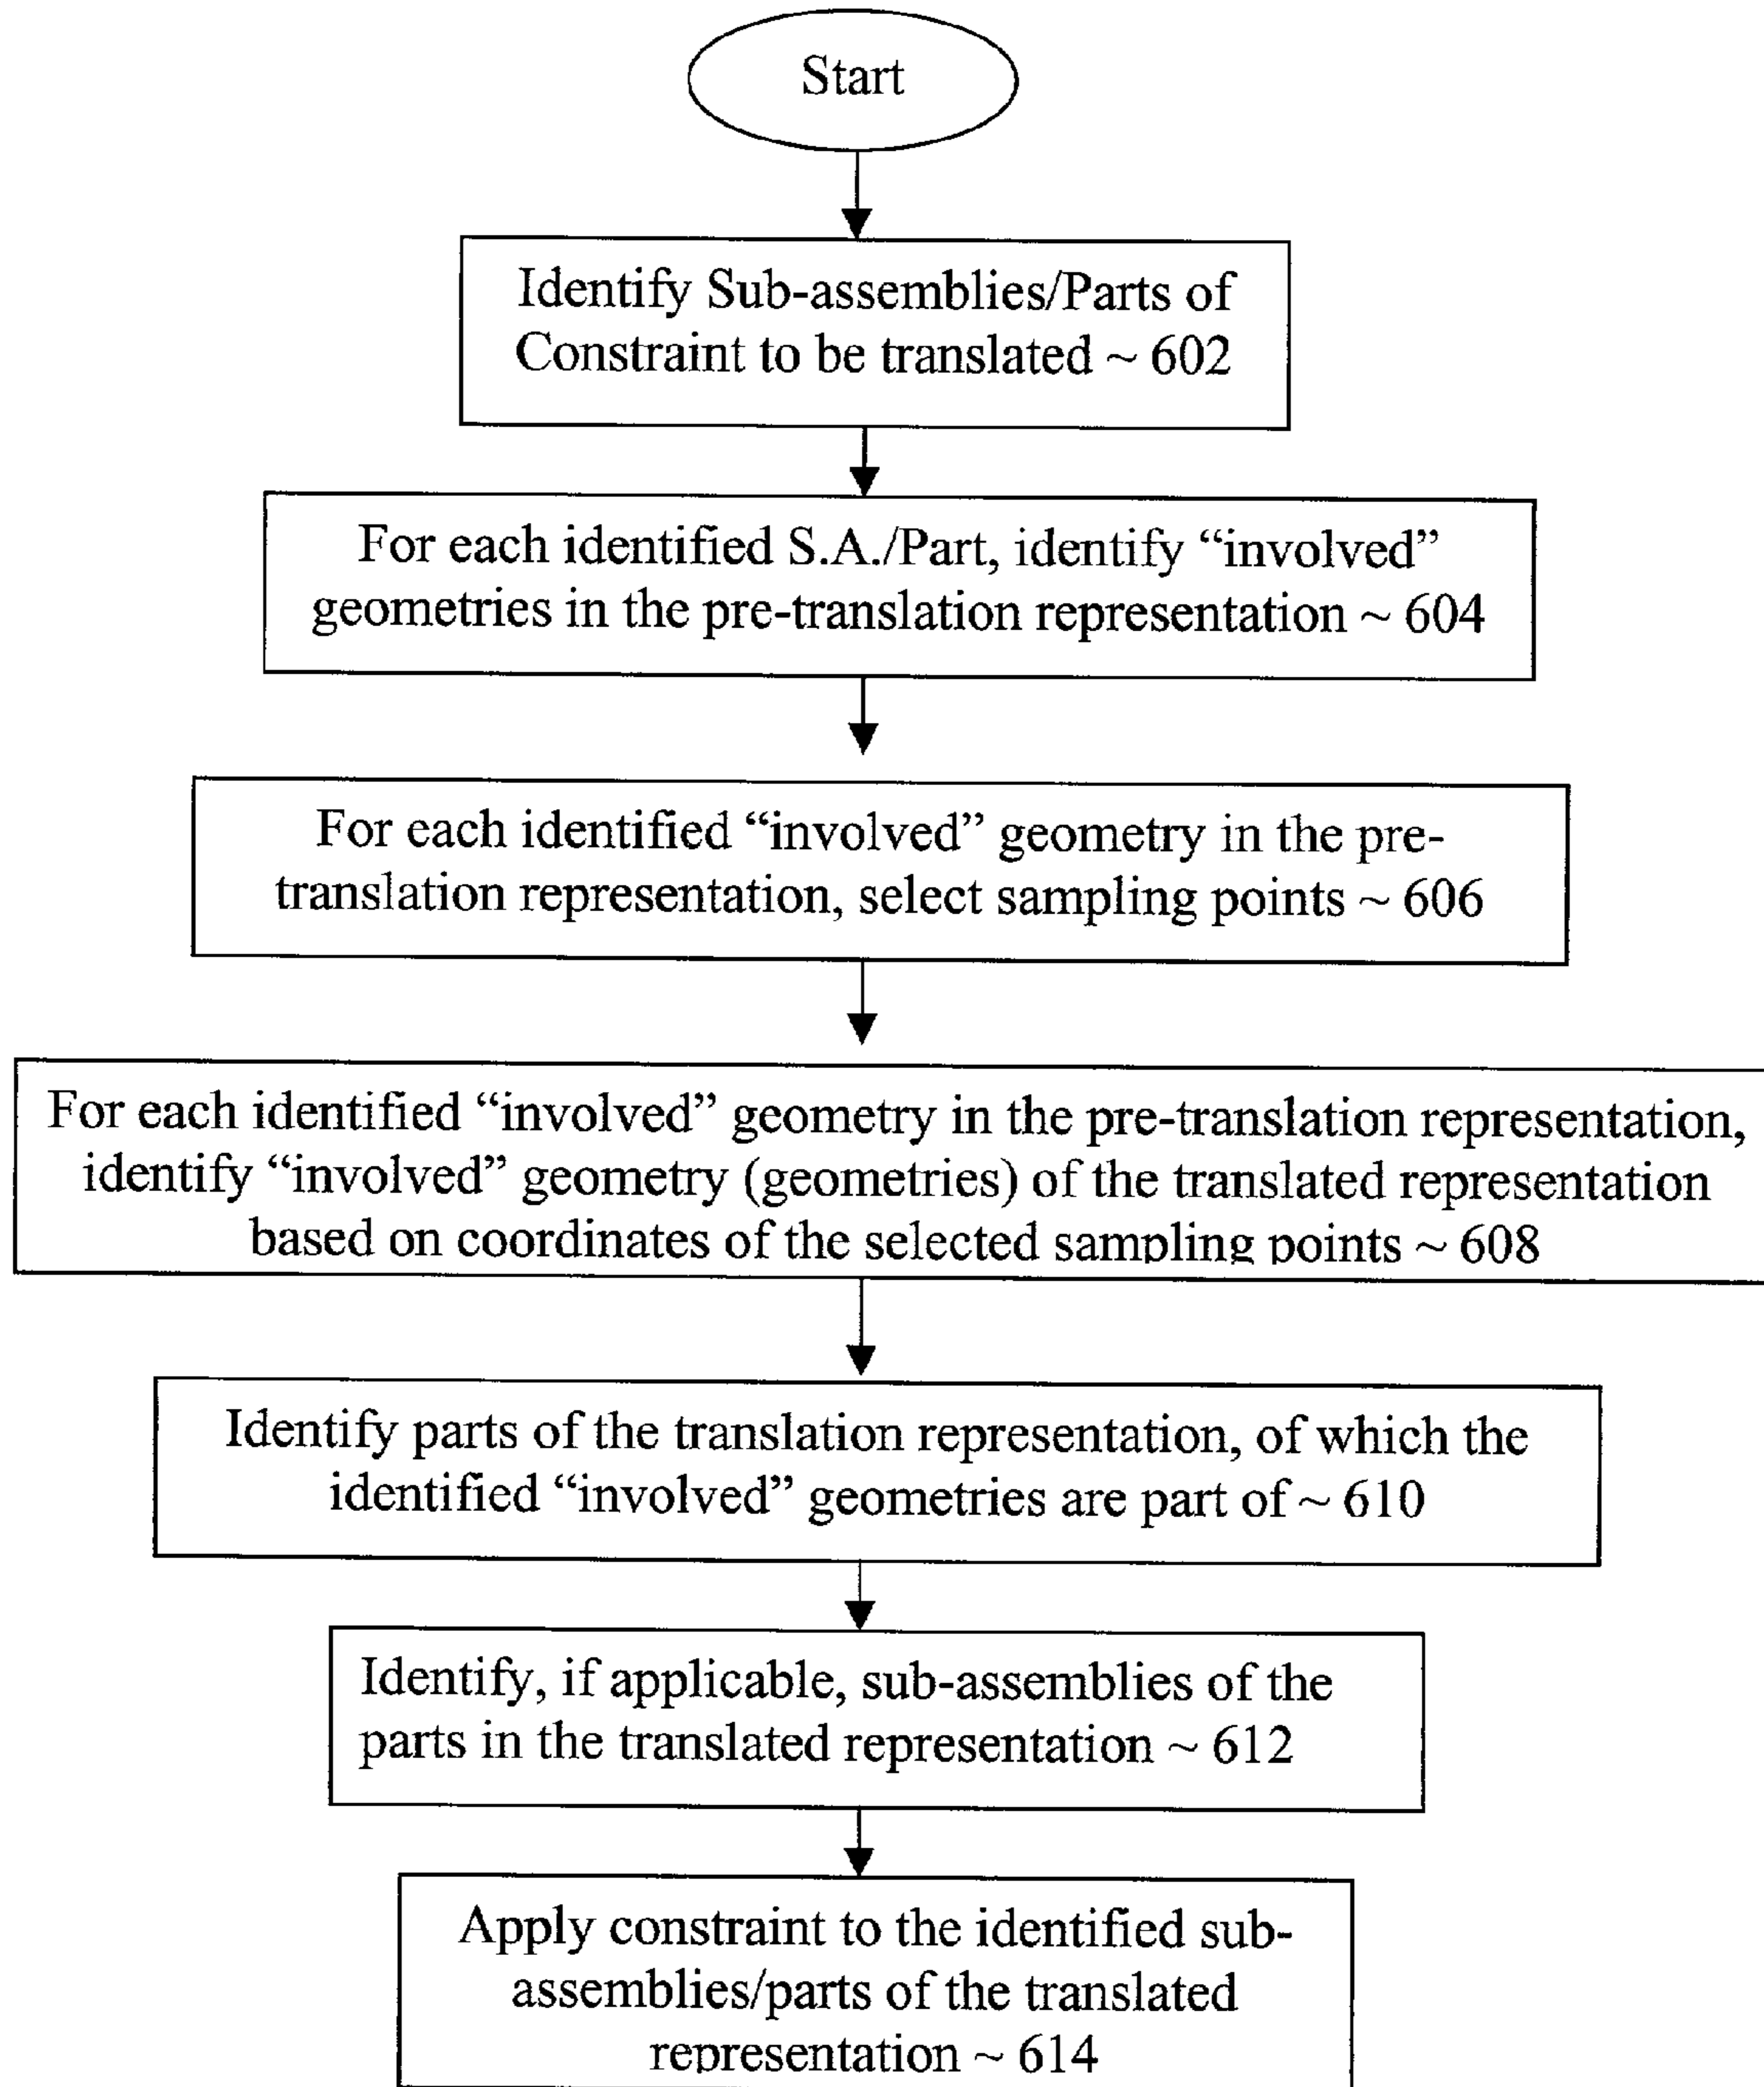 Start
Identify Sub-assemblies/Parts of
Constraint to be translated ~ 602
For each identified S.A./Part, identify “involved”
geometries in the pre-translation representation ~ 604
For each identified “involved” geometry in the pre-
translation representation, select sampling points ~ 606
For each identified “involved” geometry in the pre-translation representation,
identify “involved” geometry (geometries) of the translated representation
based on coordinates of the selected sampling points ~ 608
Identify parts of the translation representation, of which the
identified “involved” geometries are part of ~ 610
Identify, if applicable, sub-assemblies of the
parts in the translated representation ~ 612
Apply constraint to the identified sub-
assemblies/parts of the translated
representation ~ 614